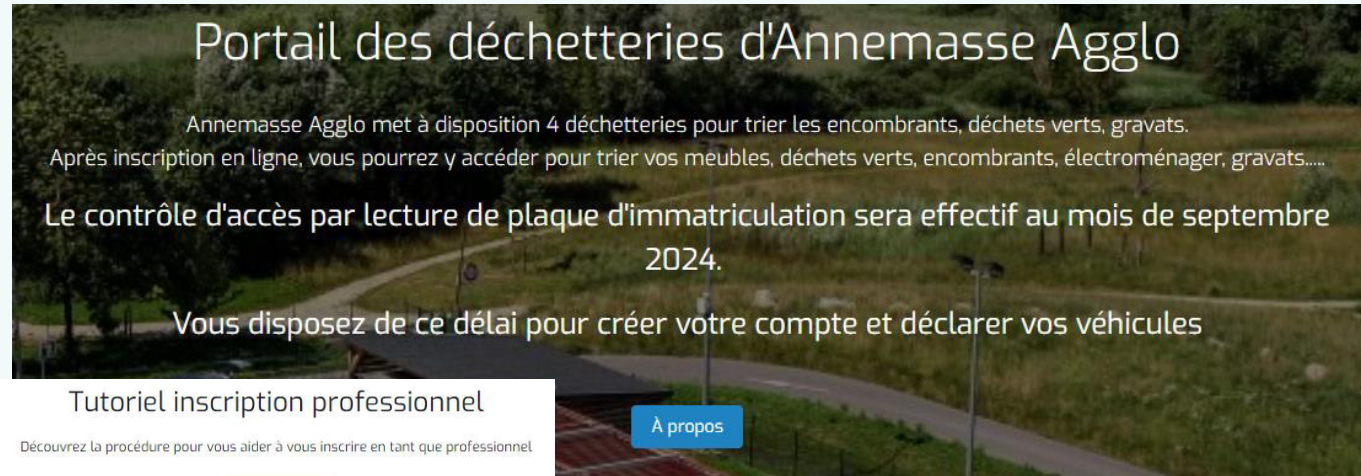 Portail des déchetteries d'Annemasse Agglo
Annemasse Agglo met à disposition 4 déchetteries pour trier les encombrants, déchets verts, gravats.
Après inscription en ligne, vous pourrez y accéder pour trier vos meubles, déchets verts, encombrants, électroménager, gravats.....
Le contrôle d'accès par lecture de plaque d'immatriculation sera effectif au mois de septembre
2024.
Vous disposez de ce délai pour créer votre compte et déclarer vos véhicules
Tutoriel inscription professionnel
Découvrez la procédure pour vous aider à vous inscrire en tant que professionnel
À propos